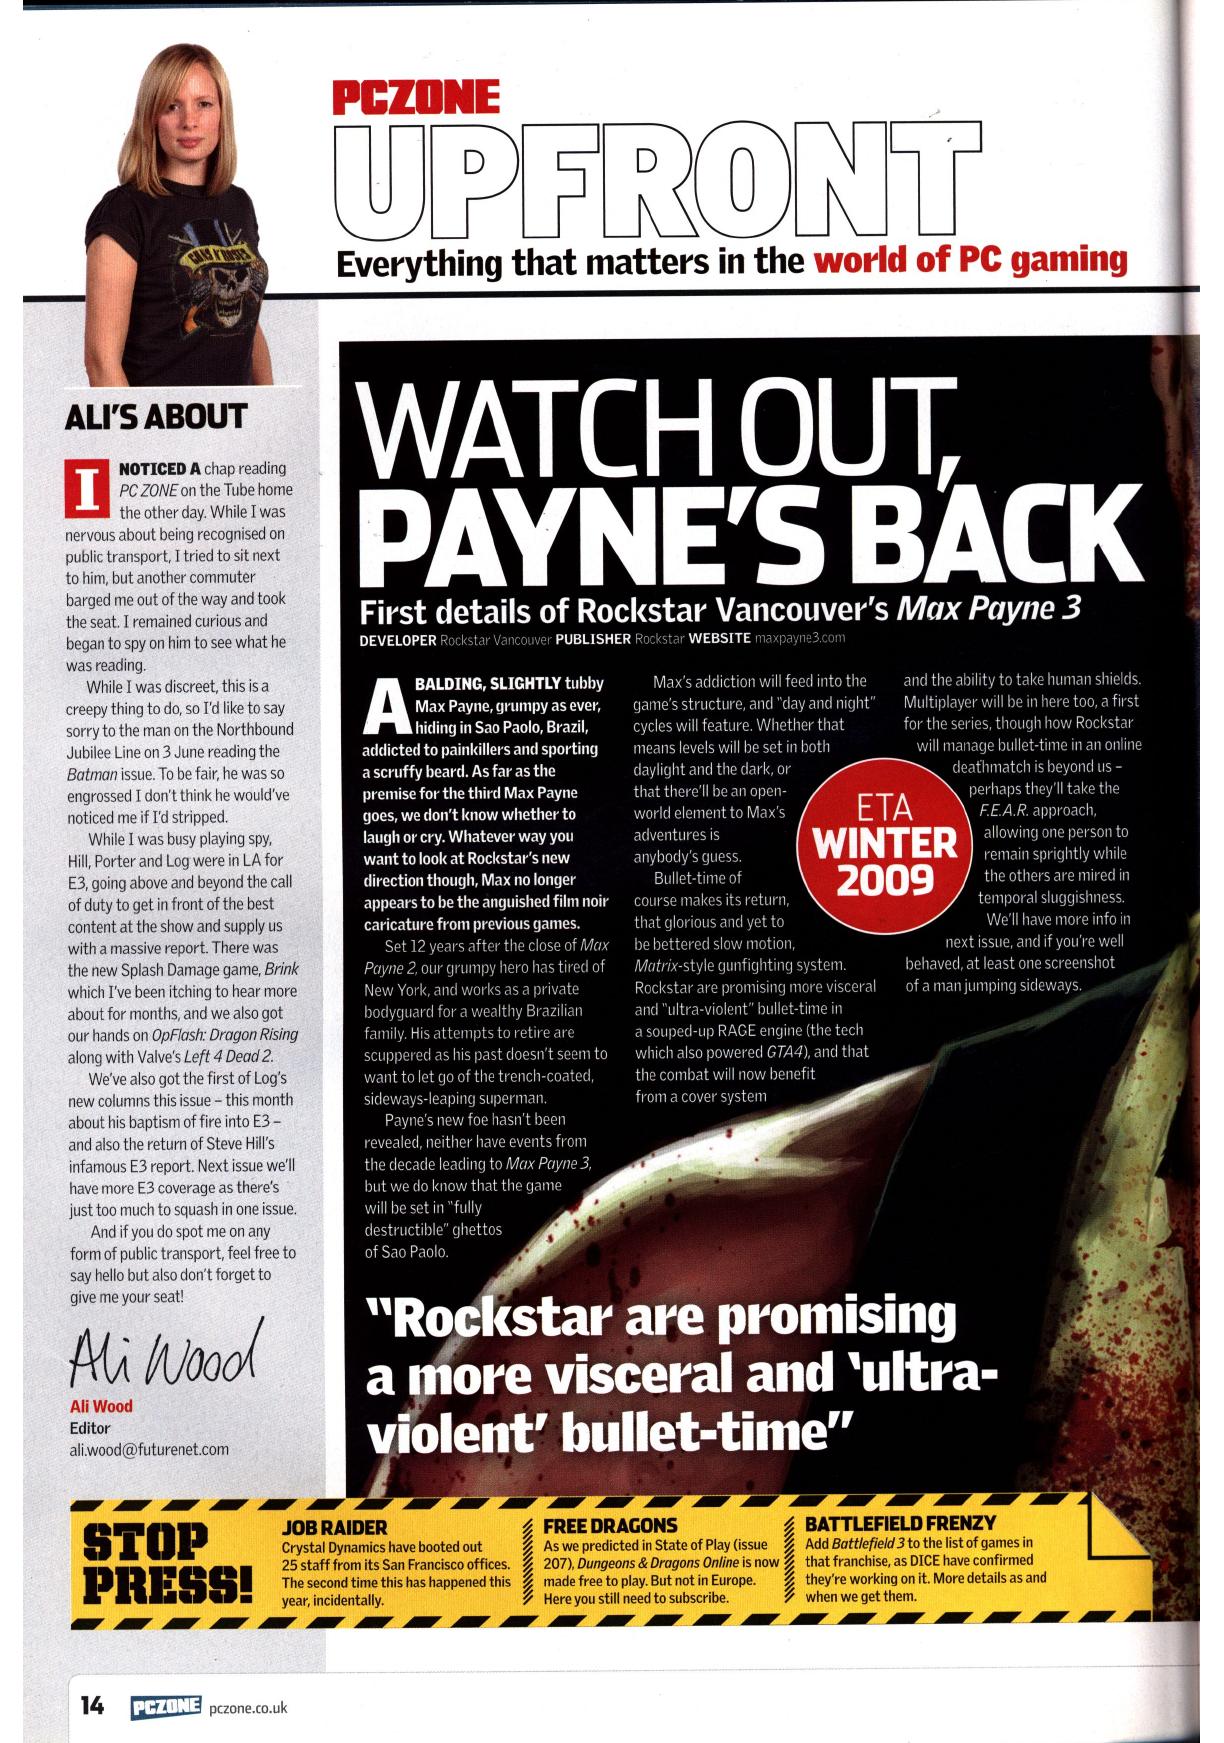 PCZONE
UPFRONT
Everything that matters in the world of PC gaming
GUNS N' ROSES
ALI'S ABOUT
I NOTICED A chap reading
PC ZONE on the Tube home
the other day. While I was
nervous about being recognised on
public transport, I tried to sit next
to him, but another commuter
barged me out of the way and took
the seat. I remained curious and
began to spy on him to see what he
was reading.
While I was discreet, this is a
creepy thing to do, so I'd like to say
sorry to the man on the Northbound
Jubilee Line on 3 June reading the
Batman issue. To be fair, he was so
engrossed I don't think he would've
noticed me if I'd stripped.
While I was busy playing spy,
Hill, Porter and Log were in LA for
E3, going above and beyond the call
of duty to get in front of the best
content at the show and supply us
with a massive report. There was
the new Splash Damage game, Brink
which I've been itching to hear more
about for months, and we also got
our hands on OpFlash: Dragon Rising
along with Valve's Left 4 Dead 2.
We've also got the first of Log's
new columns this issue – this month
about his baptism of fire into E3 –
and also the return of Steve Hill's
infamous E3 report. Next issue we'll
have more E3 coverage as there's
just too much to squash in one issue.
And if you do spot me on any
form of public transport, feel free to
say hello but also don't forget to
give me your seat!
Ali Wood
Ali Wood
Editor
ali.wood@futurenet.com
WATCH OUT,
PAYNE'S BACK
First details of Rockstar Vancouver's Max Payne 3
DEVELOPER Rockstar Vancouver PUBLISHER Rockstar WEBSITE maxpayne3.com
A BALDING, SLIGHTLY tubby
Max Payne, grumpy as ever,
hiding in Sao Paolo, Brazil,
addicted to painkillers and sporting
a scruffy beard. As far as the
premise for the third Max Payne
goes, we don't know whether to
laugh or cry. Whatever way you
want to look at Rockstar's new
direction though, Max no longer
appears to be the anguished film noir
caricature from previous games.
Set 12 years after the close of Max
Payne 2, our grumpy hero has tired of
New York, and works as a private
bodyguard for a wealthy Brazilian
family. His attempts to retire are
scuppered as his past doesn't seem to
want to let go of the trench-coated,
sideways-leaping superman.
Payne's new foe hasn't been
revealed, neither have events from
the decade leading to Max Payne 3,
but we do know that the game
will be set in "fully
destructible" ghettos
of Sao Paolo.
Max's addiction will feed into the
game's structure, and "day and night"
cycles will feature. Whether that
means levels will be set in both
daylight and the dark, or
that there'll be an open-
world element to Max's
adventures is
anybody's guess.
Bullet-time of
course makes its return,
that glorious and yet to
be bettered slow motion,
Matrix-style gunfighting system.
Rockstar are promising more visceral
and "ultra-violent" bullet-time in
a souped-up RAGE engine (the tech
which also powered GTA4), and that
the combat will now benefit
from a cover system
and the ability to take human shields.
Multiplayer will be in here too, a first
for the series, though how Rockstar
will manage bullet-time in an online
deathmatch is beyond us –
perhaps they'll take the
F.E.A.R. approach,
allowing one person to
remain sprightly while
the others are mired in
temporal sluggishness.
We'll have more info in
next issue, and if you're well
behaved, at least one screenshot
of a man jumping sideways.
ETA
WINTER
2009
"Rockstar are promising
a more visceral and 'ultra-
violent' bullet-time"
STOP
PRESS!
JOB RAIDER
Crystal Dynamics have booted out
25 staff from its San Francisco offices.
The second time this has happened this
year, incidentally.
FREE DRAGONS
As we predicted in State of Play (issue
207), Dungeons & Dragons Online is now
made free to play. But not in Europe.
Here you still need to subscribe.
BATTLEFIELD FRENZY
Add Battlefield 3 to the list of games in
that franchise, as DICE have confirmed
they're working on it. More details as and
when we get them.
14 PCZONE pczone.co.uk